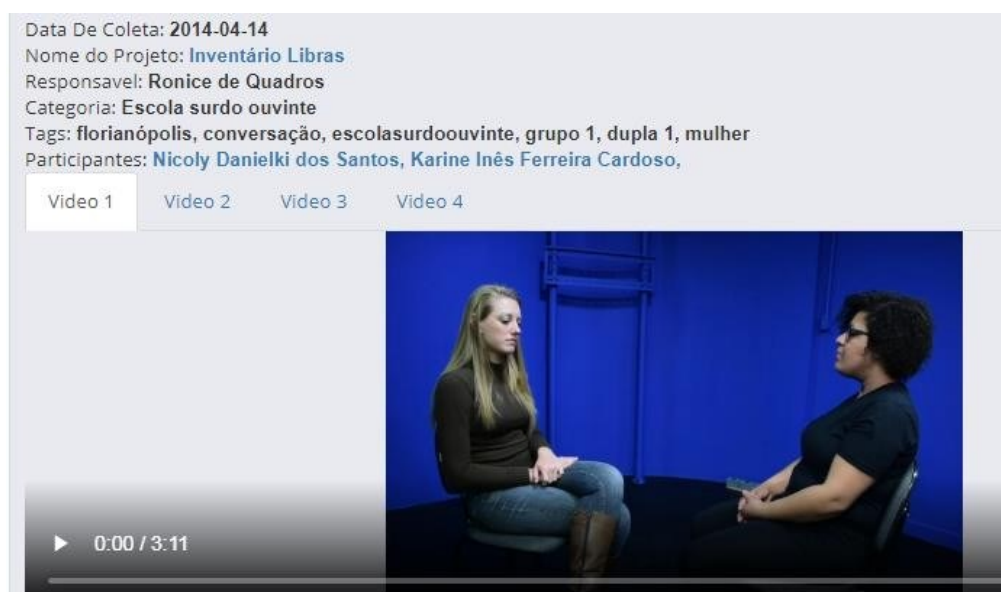 Data De Coleta: 2014-04-14
Nome do Projeto: Inventário Libras
Responsavel: Ronice de Quadros
Categoria: Escola surdo ouvinte
Tags: florianópolis, conversação, escolasurdoouvinte, grupo 1, dupla 1, mulher
Participantes: Nicoly Danielki dos Santos, Karine Inês Ferreira Cardoso,
Video 1 Video 2 Video 3 Video 4
0:00 / 3:11